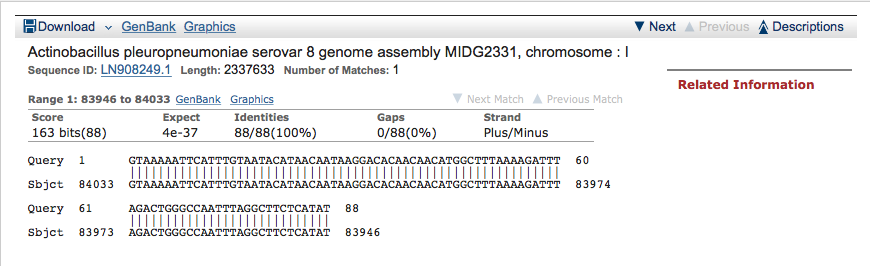 Download GenBank Graphics Next Previous Descriptions
Actinobacillus pleuropneumoniae serovar 8 genome assembly MIDG2331, chromosome : I
Sequence ID: LN908249.1 Length: 2337633 Number of Matches: 1
Related Information
Range 1: 83946 to 84033 GenBank Graphics Next Match Previous Match
Score Expect Identities Gaps Strand
163 bits(88) 4e-37 88/88(100%) 0/88(0%) Plus/Minus
Query 1 GTAAAAATTCATTTGTAATACATAACAATAAGGACACAACAACATGGCTTTAAAAGATTT 60
Sbjct 84033 GTAAAAATTCATTTGTAATACATAACAATAAGGACACAACAACATGGCTTTAAAAGATTT 83974
Query 61 AGACTGGGCCAATTTAGGCTTCTCATAT 88
Sbjct 83973 AGACTGGGCCAATTTAGGCTTCTCATAT 83946